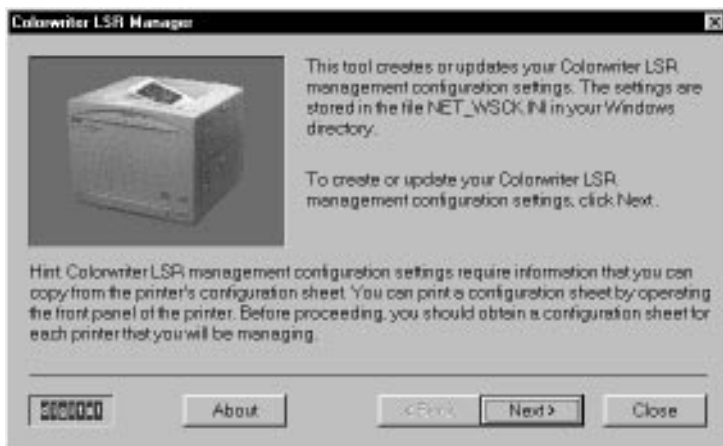 Colorwriter LSR Manager
This tool creates or updates your Colorwriter LSR
management configuration settings. The settings are
stored in the file NET_WSCK.INI in your Windows
directory.
To create or update your Colorwriter LSR
management configuration settings, click Next.
Hint: Colorwriter LSR management configuration settings require information that you can
copy from the printer's configuration sheet. You can print a configuration sheet by operating
the front panel of the printer. Before proceeding, you should obtain a configuration sheet for
each printer that you will be managing.
About < Back Next > Close